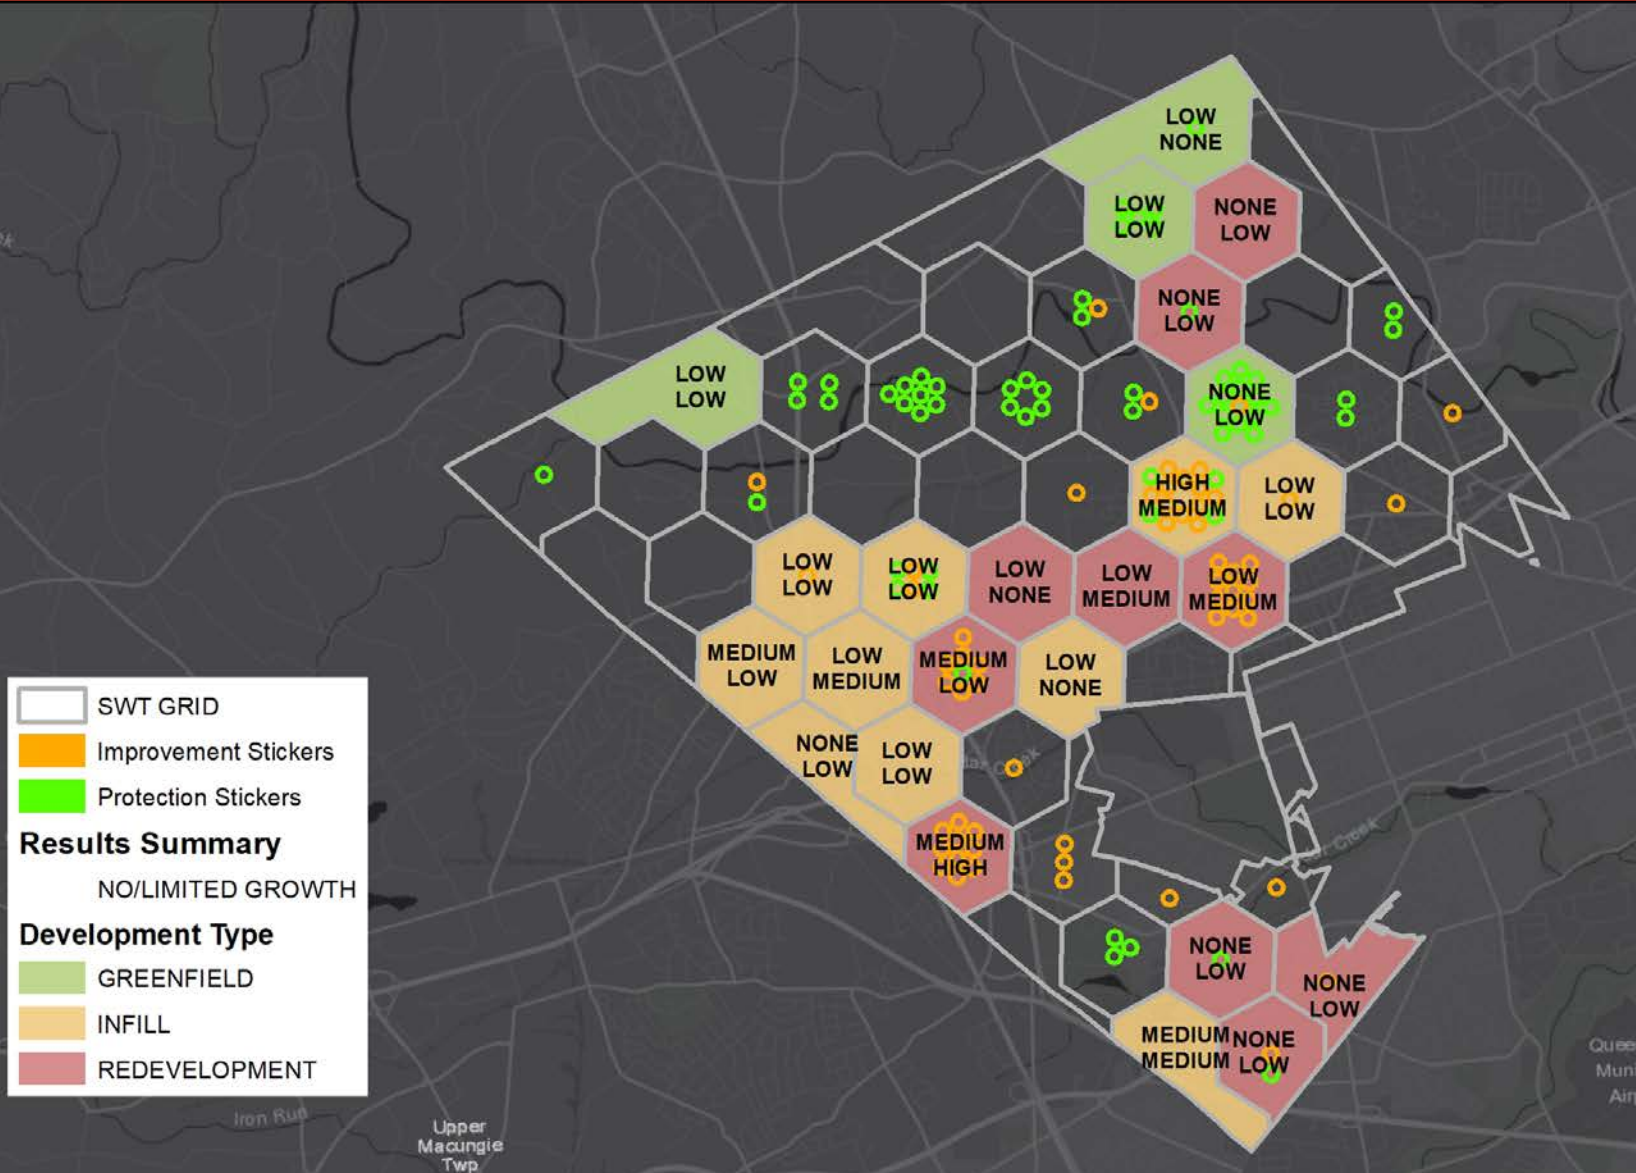 LOW
NONE
LOW
LOW
NONE
LOW
NONE
LOW
LOW
LOW
NONE
LOW
HIGH
MEDIUM
LOW
LOW
LOW
LOW
LOW
LOW
LOW
NONE
LOW
MEDIUM
LOW
MEDIUM
MEDIUM
LOW
LOW
MEDIUM
MEDIUM
LOW
LOW
NONE
NONE
LOW
LOW
LOW
MEDIUM
HIGH
NONE
LOW
NONE
LOW
MEDIUM
MEDIUM
NONE
LOW
SWT GRID
Improvement Stickers
Protection Stickers
Results Summary
NO/LIMITED GROWTH
Development Type
GREENFIELD
INFILL
REDEVELOPMENT
Iron Run
Upper
Macungie
Twp